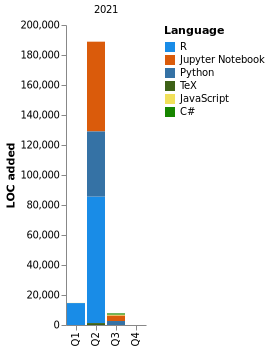 2021
Language
R
Jupyter Notebook
Python
TeX
JavaScript
C#
LOC added
200,000
180,000
160,000
140,000
120,000
100,000
80,000
60,000
40,000
20,000
0
Q1
Q2
Q3
Q4